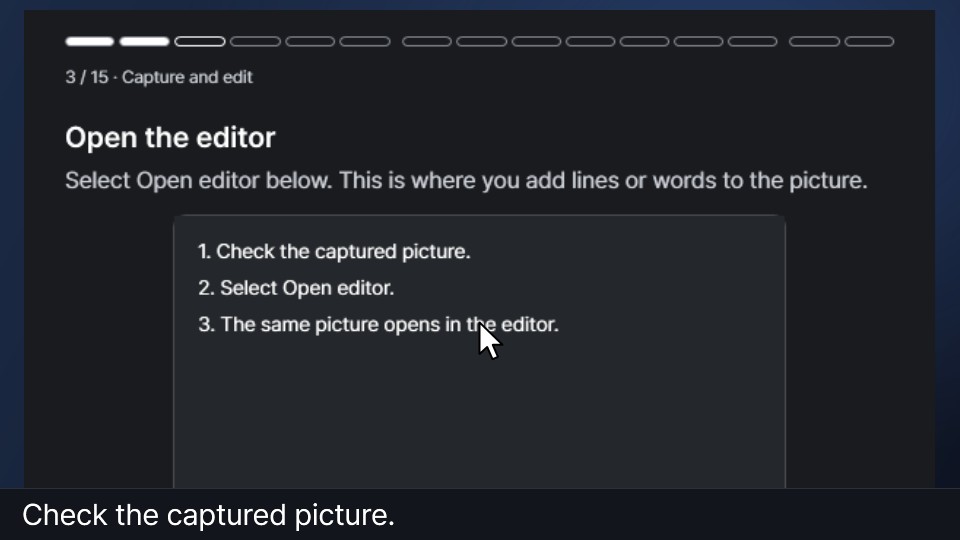 3 / 15 · Capture and edit
Open the editor
Select Open editor below. This is where you add lines or words to the picture.
1. Check the captured picture.
2. Select Open editor.
3. The same picture opens in the editor.
Check the captured picture.